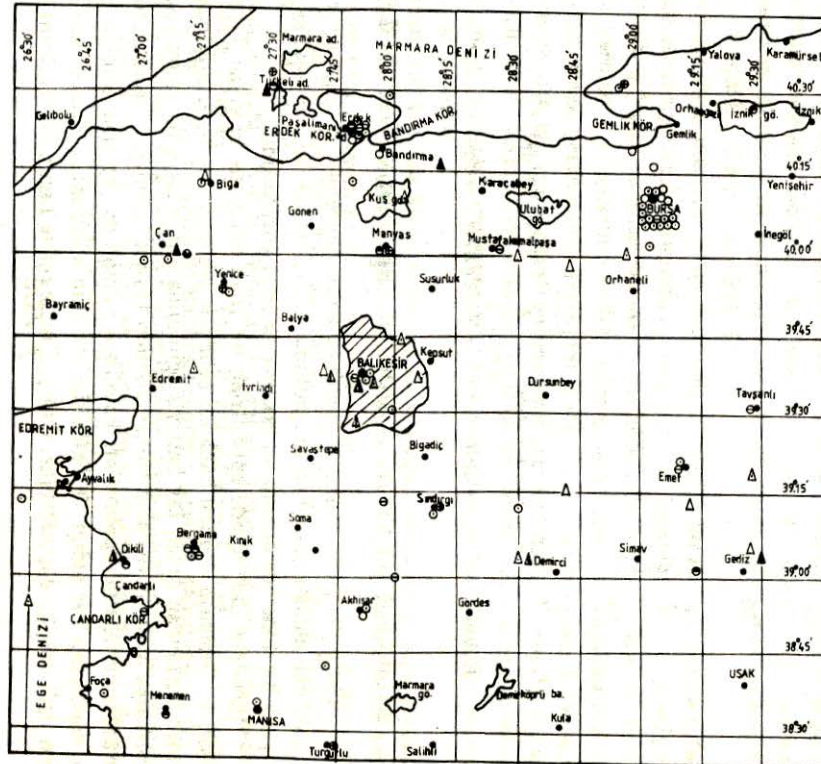 26° 30'
26° 45'
27° 00'
27° 15'
27° 30'
27° 45'
28° 00'
28° 15'
28° 30'
28° 45'
29° 00'
29° 15'
29° 30'
Marmara ad.
MARMARA DENİZİ
Yalova
Karamürsel
40° 30'
Gelibolu
Paşalimanı
Erdek
ERDEK KÖR.
BANDIRMA KÖR.
Bandırma
GEMLİK KÖR.
Gemlik
İznik gö.
İznik
40° 15'
Biga
Kuş gö.
Karacabey
Ulubat
gö.
BURSA
Yenişehir
Gönen
Çan
Manyas
Mustafakemalpaşa
İnegöl
40° 00'
Yenice
Susurluk
Orhaneli
Bayramiç
Balya
39° 45'
BALIKESİR
Kepsut
Edremit
İvrindi
Dursunbey
Tavşanlı
39° 30'
EDREMİT KÖR.
Savaştepe
Bigadiç
Emet
Ayvalık
39° 15'
Sındırgı
Soma
Bergama
Kınık
Dikili
Demirci
Simav
Gediz
39° 00'
Çandarlı
ÇANDARLI KÖR.
Akhisar
Gördes
EGE DENİZİ
38° 45'
Foça
Menemen
MANİSA
Marmara
gö.
Demirköprü ba.
UŞAK
Kula
38° 30'
Turgutlu
Salihli